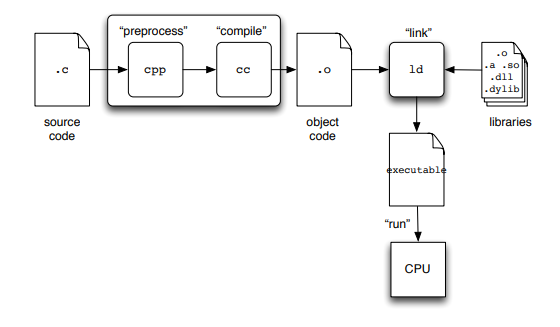 “preprocess”
“compile”
“link”
.c
cpp
cc
.o
ld
.o
.a .so
.dll
.dylib
source
code
object
code
libraries
executable
“run”
CPU